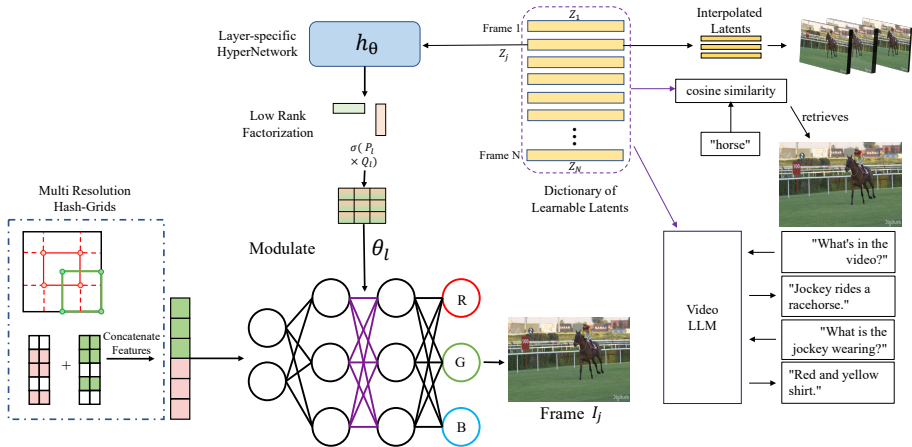 Layer-specific
HyperNetwork
h_θ
Frame 1
Z_1
Z_j
Interpolated
Latents
Low Rank
Factorization
σ( P_l
× Q_l)
cosine similarity
retrieves
"horse"
Frame N
Z_N
Dictionary of
Learnable Latents
Multi Resolution
Hash-Grids
Modulate
θ_l
+
Concatenate
Features
R
G
B
Frame I_j
Video
LLM
"What's in the
video?"
"Jockey rides a
racehorse."
"What is the
jockey wearing?"
"Red and yellow
shirt."